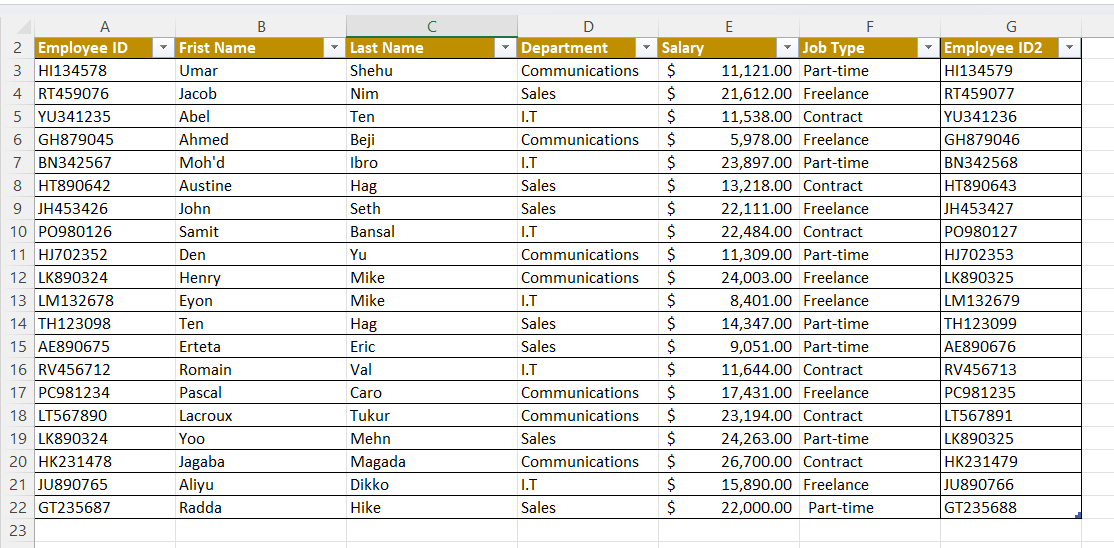 A B C D E F G
2 Employee ID Frist Name Last Name Department Salary Job Type Employee ID2
3 HI134578 Umar Shehu Communications $ 11,121.00 Part-time HI134579
4 RT459076 Jacob Nim Sales $ 21,612.00 Freelance RT459077
5 YU341235 Abel Ten I.T $ 11,538.00 Contract YU341236
6 GH879045 Ahmed Beji Communications $ 5,978.00 Freelance GH879046
7 BN342567 Moh'd Ibro I.T $ 23,897.00 Part-time BN342568
8 HT890642 Austine Hag Sales $ 13,218.00 Contract HT890643
9 JH453426 John Seth Sales $ 22,111.00 Freelance JH453427
10 PO980126 Samit Bansal I.T $ 22,484.00 Contract PO980127
11 HJ702352 Den Yu Communications $ 11,309.00 Part-time HJ702353
12 LK890324 Henry Mike Communications $ 24,003.00 Freelance LK890325
13 LM132678 Eyon Mike I.T $ 8,401.00 Freelance LM132679
14 TH123098 Ten Hag Sales $ 14,347.00 Part-time TH123099
15 AE890675 Erteta Eric Sales $ 9,051.00 Part-time AE890676
16 RV456712 Romain Val I.T $ 11,644.00 Contract RV456713
17 PC981234 Pascal Caro Communications $ 17,431.00 Freelance PC981235
18 LT567890 Lacroux Tukur Communications $ 23,194.00 Contract LT567891
19 LK890324 Yoo Mehn Sales $ 24,263.00 Part-time LK890325
20 HK231478 Jagaba Magada Communications $ 26,700.00 Contract HK231479
21 JU890765 Aliyu Dikko I.T $ 15,890.00 Freelance JU890766
22 GT235687 Radda Hike Sales $ 22,000.00 Part-time GT235688
23